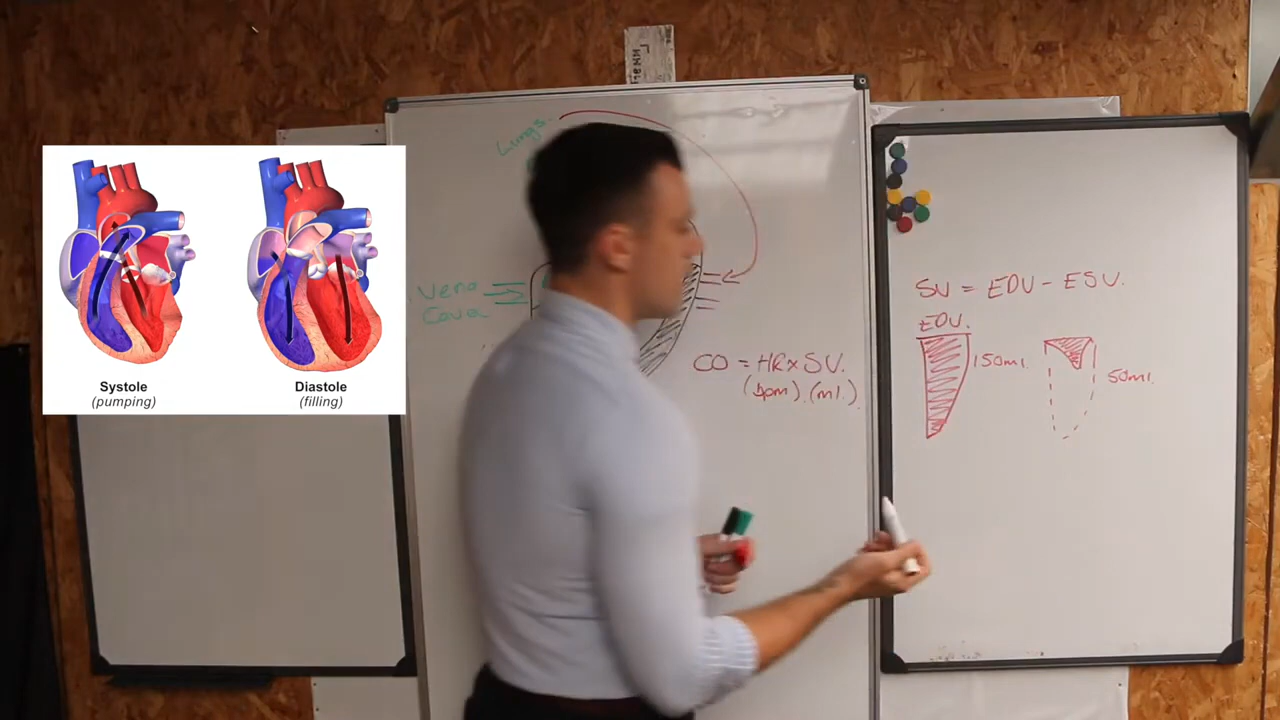 Systole
(pumping)
Diastole
(filling)
Lungs.
Vena
Cava
CO = HR x SV.
(bpm). (ml.)
SV = EDV - ESV.
EDV.
150ml.
50ml.